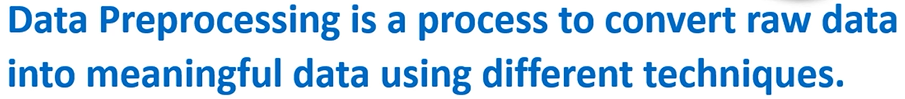 Data Preprocessing is a process to convert raw data
into meaningful data using different techniques.